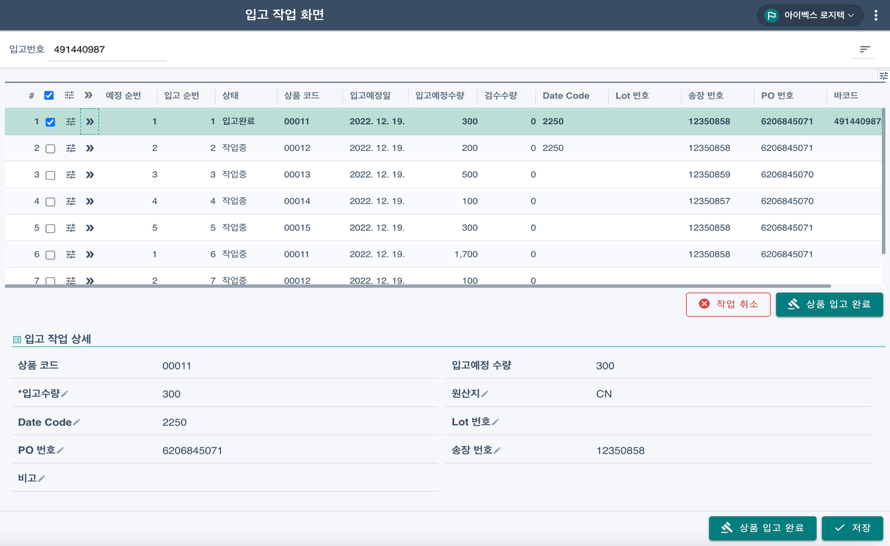 입고 작업 화면
아이벡스 로지텍
입고번호 491440987
# 예정 순번 입고 순번 상태 상품 코드 입고예정일 입고예정수량 검수수량 Date Code Lot 번호 송장 번호 PO 번호 바코드
1 1 1 입고완료 00011 2022. 12. 19. 300 0 2250 12350858 6206845071 491440987
2 2 2 작업중 00012 2022. 12. 19. 200 0 2250 12350858 6206845071
3 3 3 작업중 00013 2022. 12. 19. 500 0 12350859 6206845070
4 4 4 작업중 00014 2022. 12. 19. 100 0 12350857 6206845070
5 5 5 작업중 00015 2022. 12. 19. 300 0 12350858 6206845071
6 1 6 작업중 00011 2022. 12. 19. 1,700 0 12350858 6206845071
7 2 7 작업중 00012 2022. 12. 19. 100 0 12350858 6206845071
작업 취소 상품 입고 완료
입고 작업 상세
상품 코드 00011 입고예정 수량 300
*입고수량 300 원산지 CN
Date Code 2250 Lot 번호
PO 번호 6206845071 송장 번호 12350858
비고
상품 입고 완료 저장